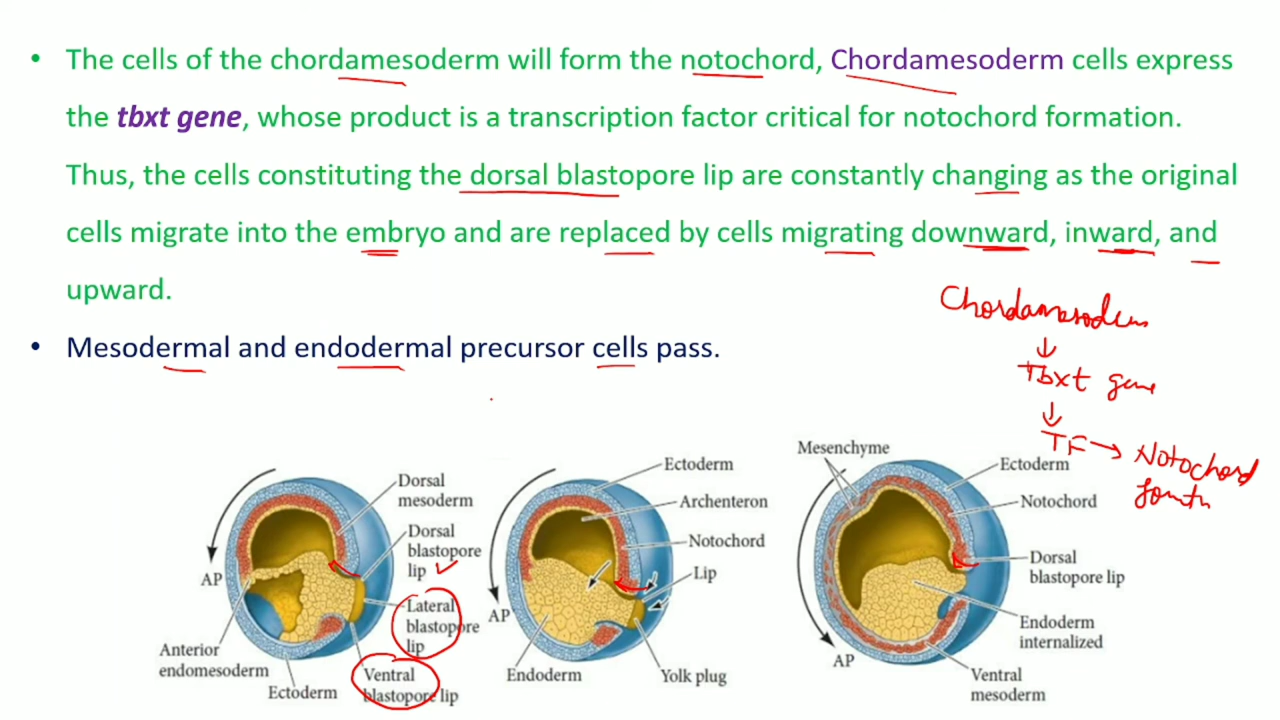 • The cells of the chordamesoderm will form the notochord, Chordamesoderm cells express
the tbxt gene, whose product is a transcription factor critical for notochord formation.
Thus, the cells constituting the dorsal blastopore lip are constantly changing as the original
cells migrate into the embryo and are replaced by cells migrating downward, inward, and
upward.
• Mesodermal and endodermal precursor cells pass.
Chordamesoderm
↓
Tbxt gene
↓
TF → Notochord
Dorsal
mesoderm
Dorsal
blastopore
lip
Lateral
blastopore
lip
Ventral
blastopore lip
AP
Anterior
endomesoderm
Ectoderm
Ectoderm
Archenteron
Notochord
Lip
AP
Endoderm
Yolk plug
Mesenchyme
Ectoderm
Notochord
Dorsal
blastopore lip
Endoderm
internalized
AP
Ventral
mesoderm